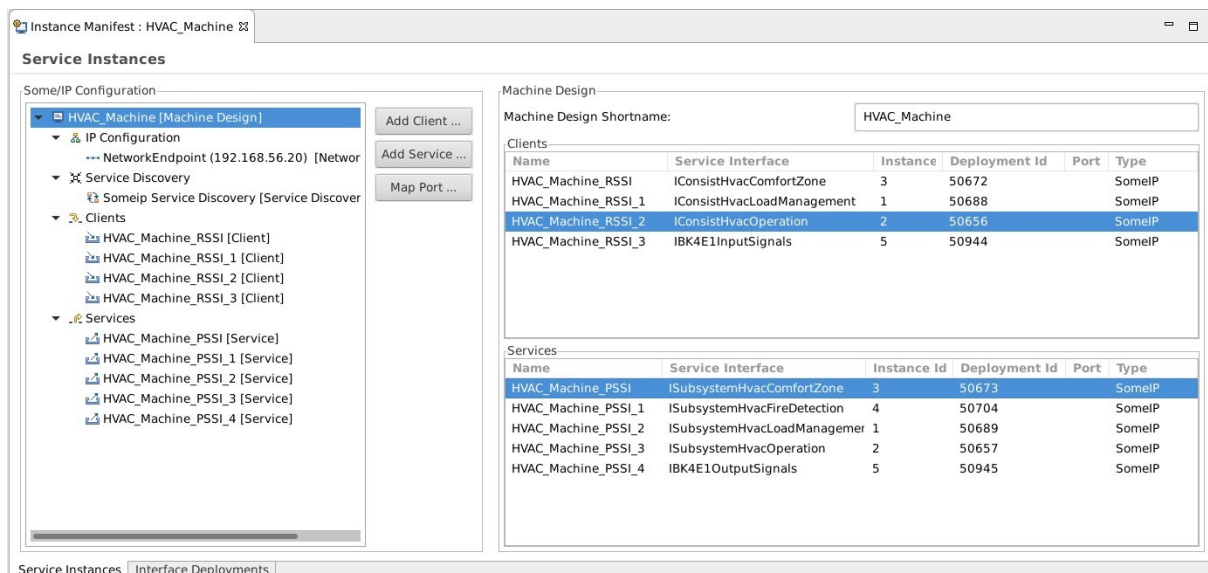 Instance Manifest : HVAC_Machine
Service Instances
Some/IP Configuration
HVAC_Machine [Machine Design]
IP Configuration
NetworkEndpoint (192.168.56.20) [Networ
Service Discovery
Someip Service Discovery [Service Discover
Clients
HVAC_Machine_RSSI [Client]
HVAC_Machine_RSSI_1 [Client]
HVAC_Machine_RSSI_2 [Client]
HVAC_Machine_RSSI_3 [Client]
Services
HVAC_Machine_PSSI [Service]
HVAC_Machine_PSSI_1 [Service]
HVAC_Machine_PSSI_2 [Service]
HVAC_Machine_PSSI_3 [Service]
HVAC_Machine_PSSI_4 [Service]
Add Client ...
Add Service ...
Map Port ...
Machine Design
Machine Design Shortname: HVAC_Machine
Clients
Name Service Interface Instance Deployment Id Port Type
HVAC_Machine_RSSI IConsistHvacComfortZone 3 50672 SomeIP
HVAC_Machine_RSSI_1 IConsistHvacLoadManagement 1 50688 SomeIP
HVAC_Machine_RSSI_2 IConsistHvacOperation 2 50656 SomeIP
HVAC_Machine_RSSI_3 IBK4E1InputSignals 5 50944 SomeIP
Services
Name Service Interface Instance Id Deployment Id Port Type
HVAC_Machine_PSSI ISubsystemHvacComfortZone 3 50673 SomeIP
HVAC_Machine_PSSI_1 ISubsystemHvacFireDetection 4 50704 SomeIP
HVAC_Machine_PSSI_2 ISubsystemHvacLoadManagemer 1 50689 SomeIP
HVAC_Machine_PSSI_3 ISubsystemHvacOperation 2 50657 SomeIP
HVAC_Machine_PSSI_4 IBK4E1OutputSignals 5 50945 SomeIP
Service Instances Interface Deployments